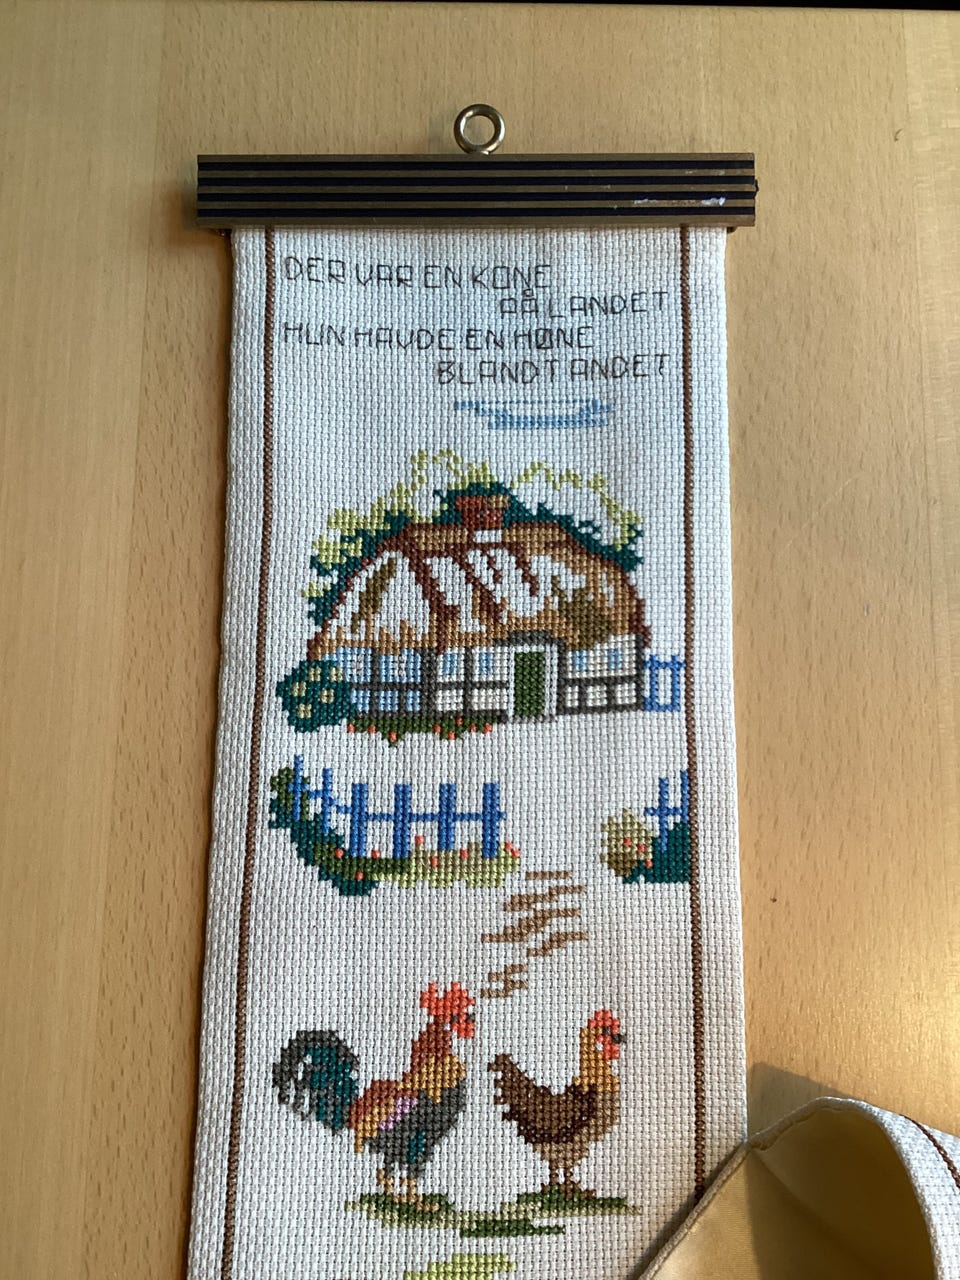 DER VAR EN KONE
PÅ LANDET
HUN HAVDE EN HØNE
BLANDT ANDET